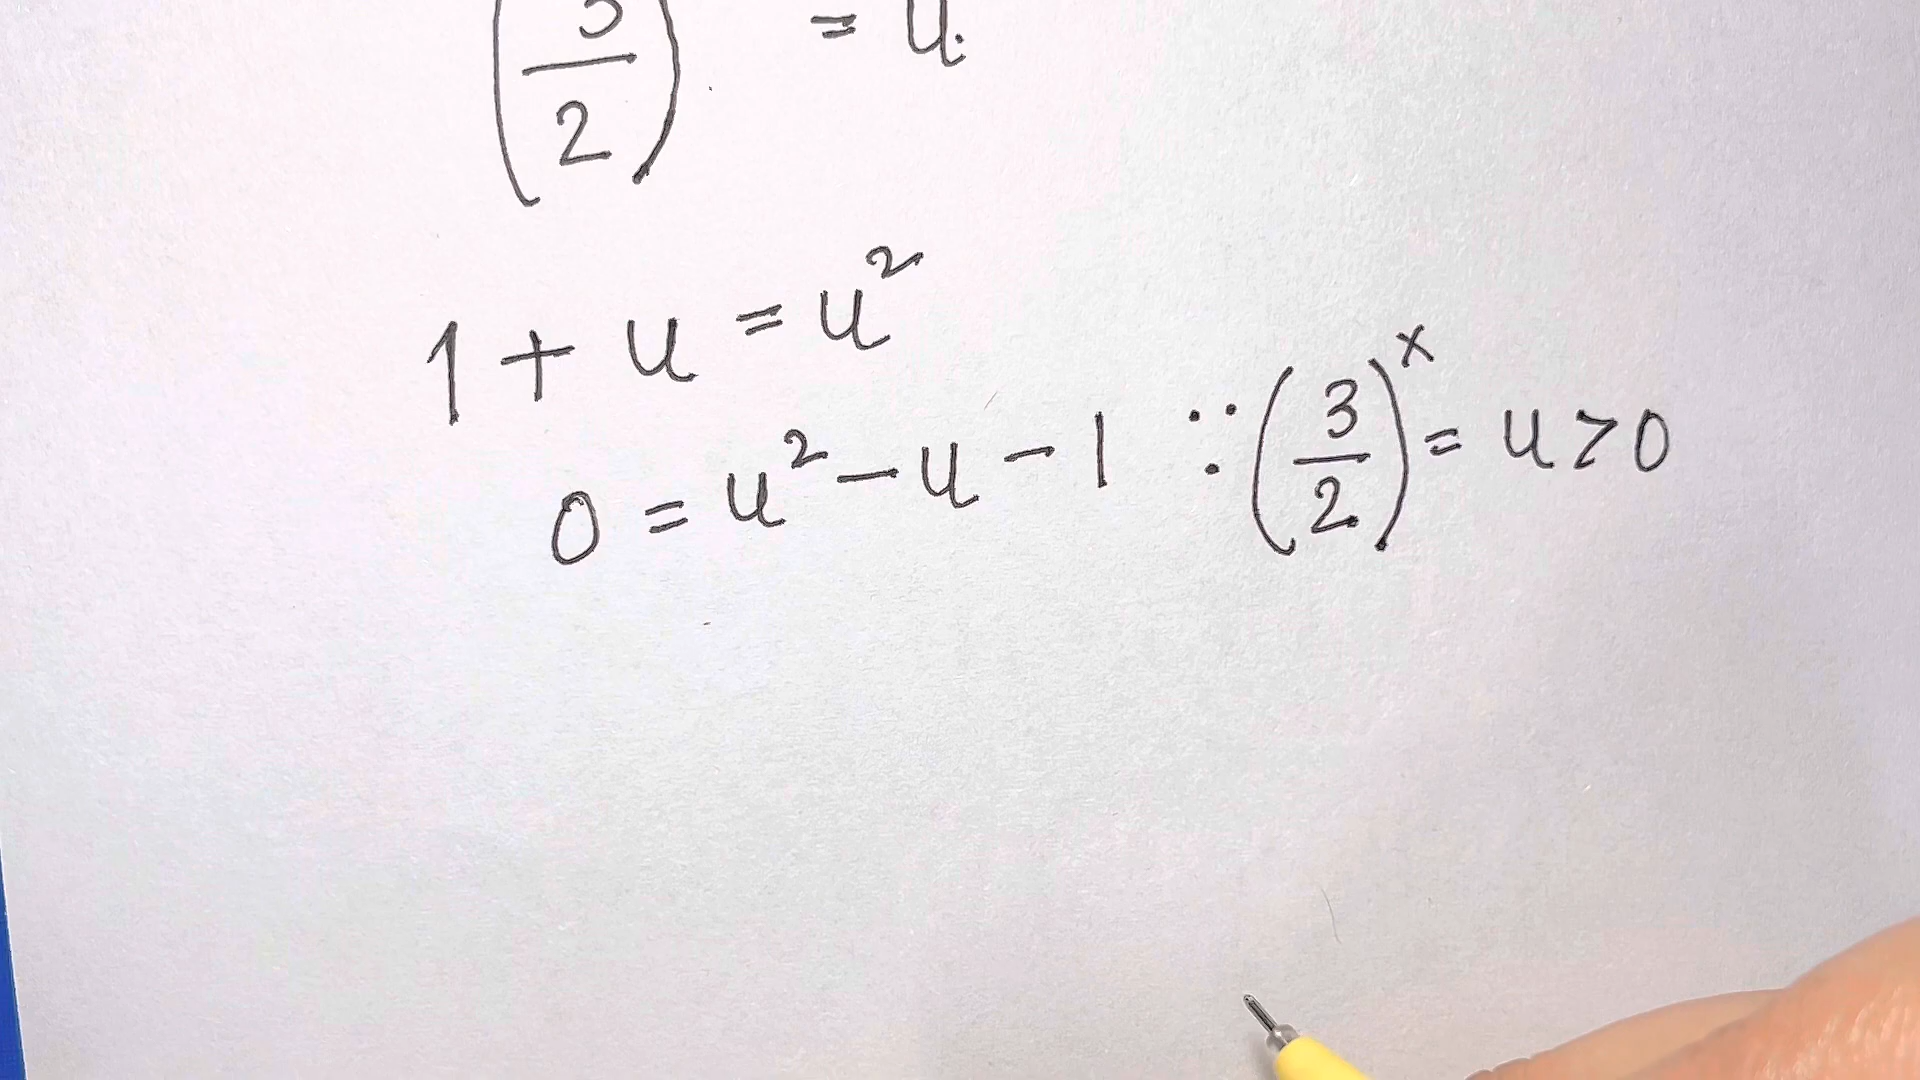 (3/2) = u.
1 + u = u²
0 = u² - u - 1 ∵ (3/2)ˣ = u > 0